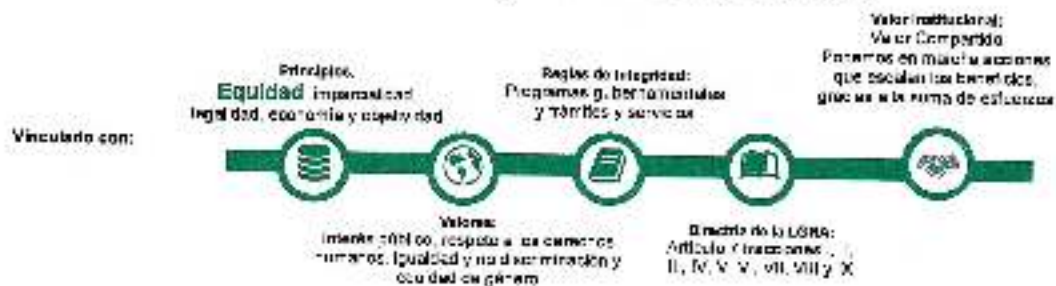 Vinculado con:
Principios:
Equidad, imparcialidad,
legalidad, economía y objetividad
Valores:
Interés público, respeto a los derechos
humanos, igualdad y no discriminación y
equidad de género
Reglas de Integridad:
Programas gubernamentales
y trámites y servicios
Directriz de la LGRA:
Artículo 7 fracciones
IV, V, VII, VIII y
Valor institucional:
Valor Compartido
Ponemos en marcha acciones
que escalan los beneficios,
gracias a la suma de esfuerzos